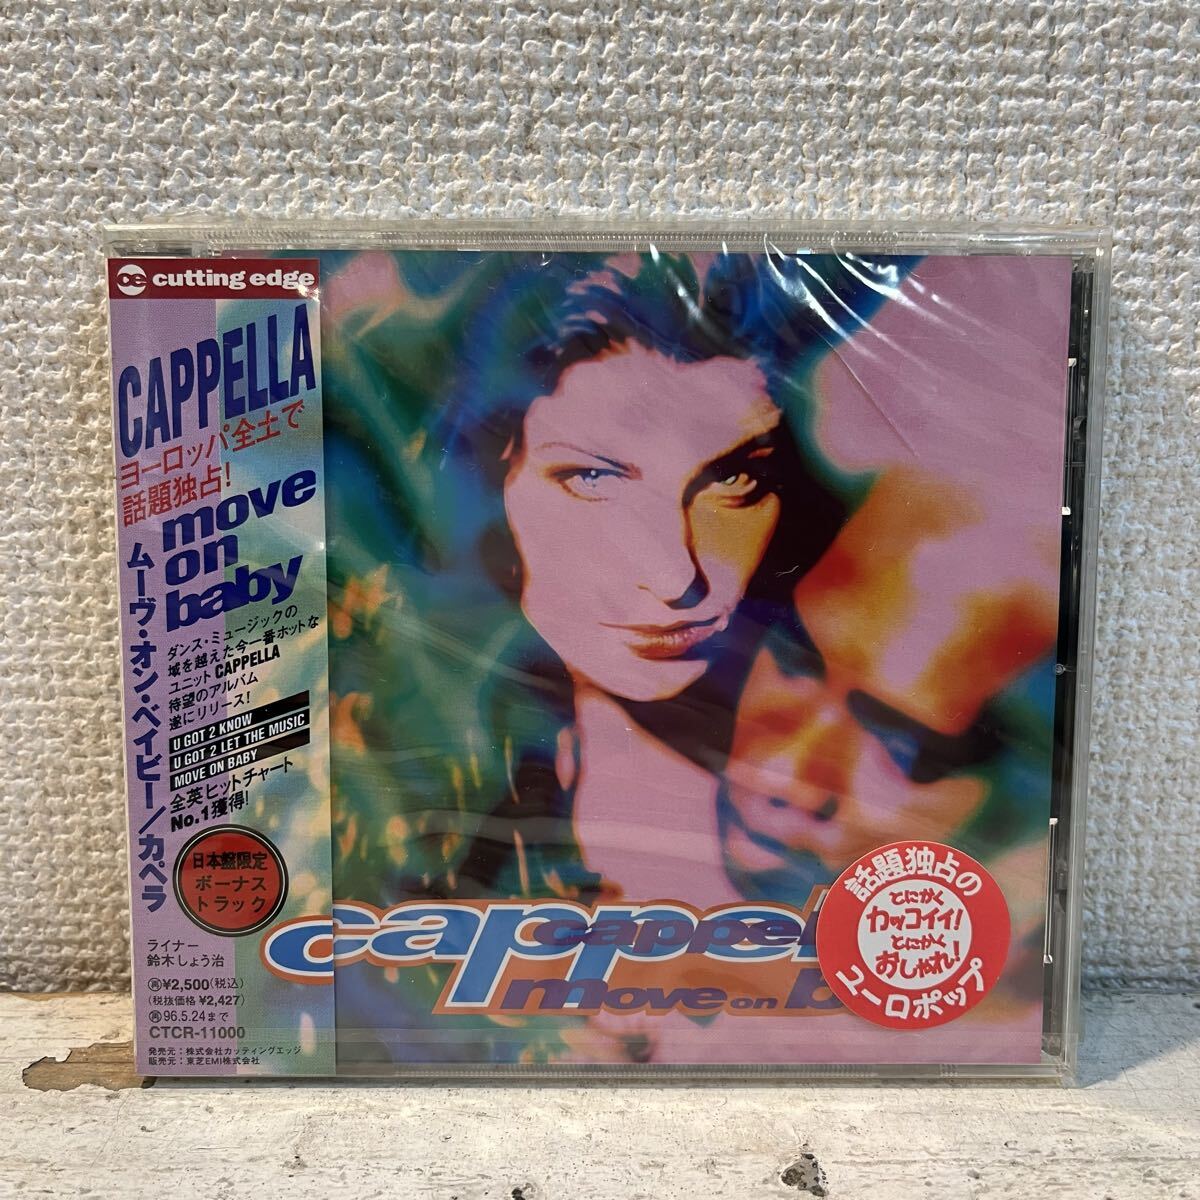 cutting edge
CAPPELLA
ヨーロッパ全土で
話題独占!
move
on
baby
ムーヴ・オン・ベイビー/カペラ
ダンス・ミュージックの
域を越えた今一番ホットな
ユニット CAPPELLA
待望のアルバム
遂にリリース!
U GOT 2 KNOW
U GOT 2 LET THE MUSIC
MOVE ON BABY
全英ヒットチャート
No.1獲得!
日本盤限定
ボーナス
トラック
ライナー
鈴木しょう治
㊢¥2,500(税込)
(税抜価格 ¥2,427)
㊢96.5.24まで
CTCR-11000
発売元：株式会社カッティングエッジ
販売元：東芝EMI株式会社
cappel
cappel
move on b
話題独占の
とにかく
カッコイイ!
とにかく
おしゃれ!
ユーロポップ